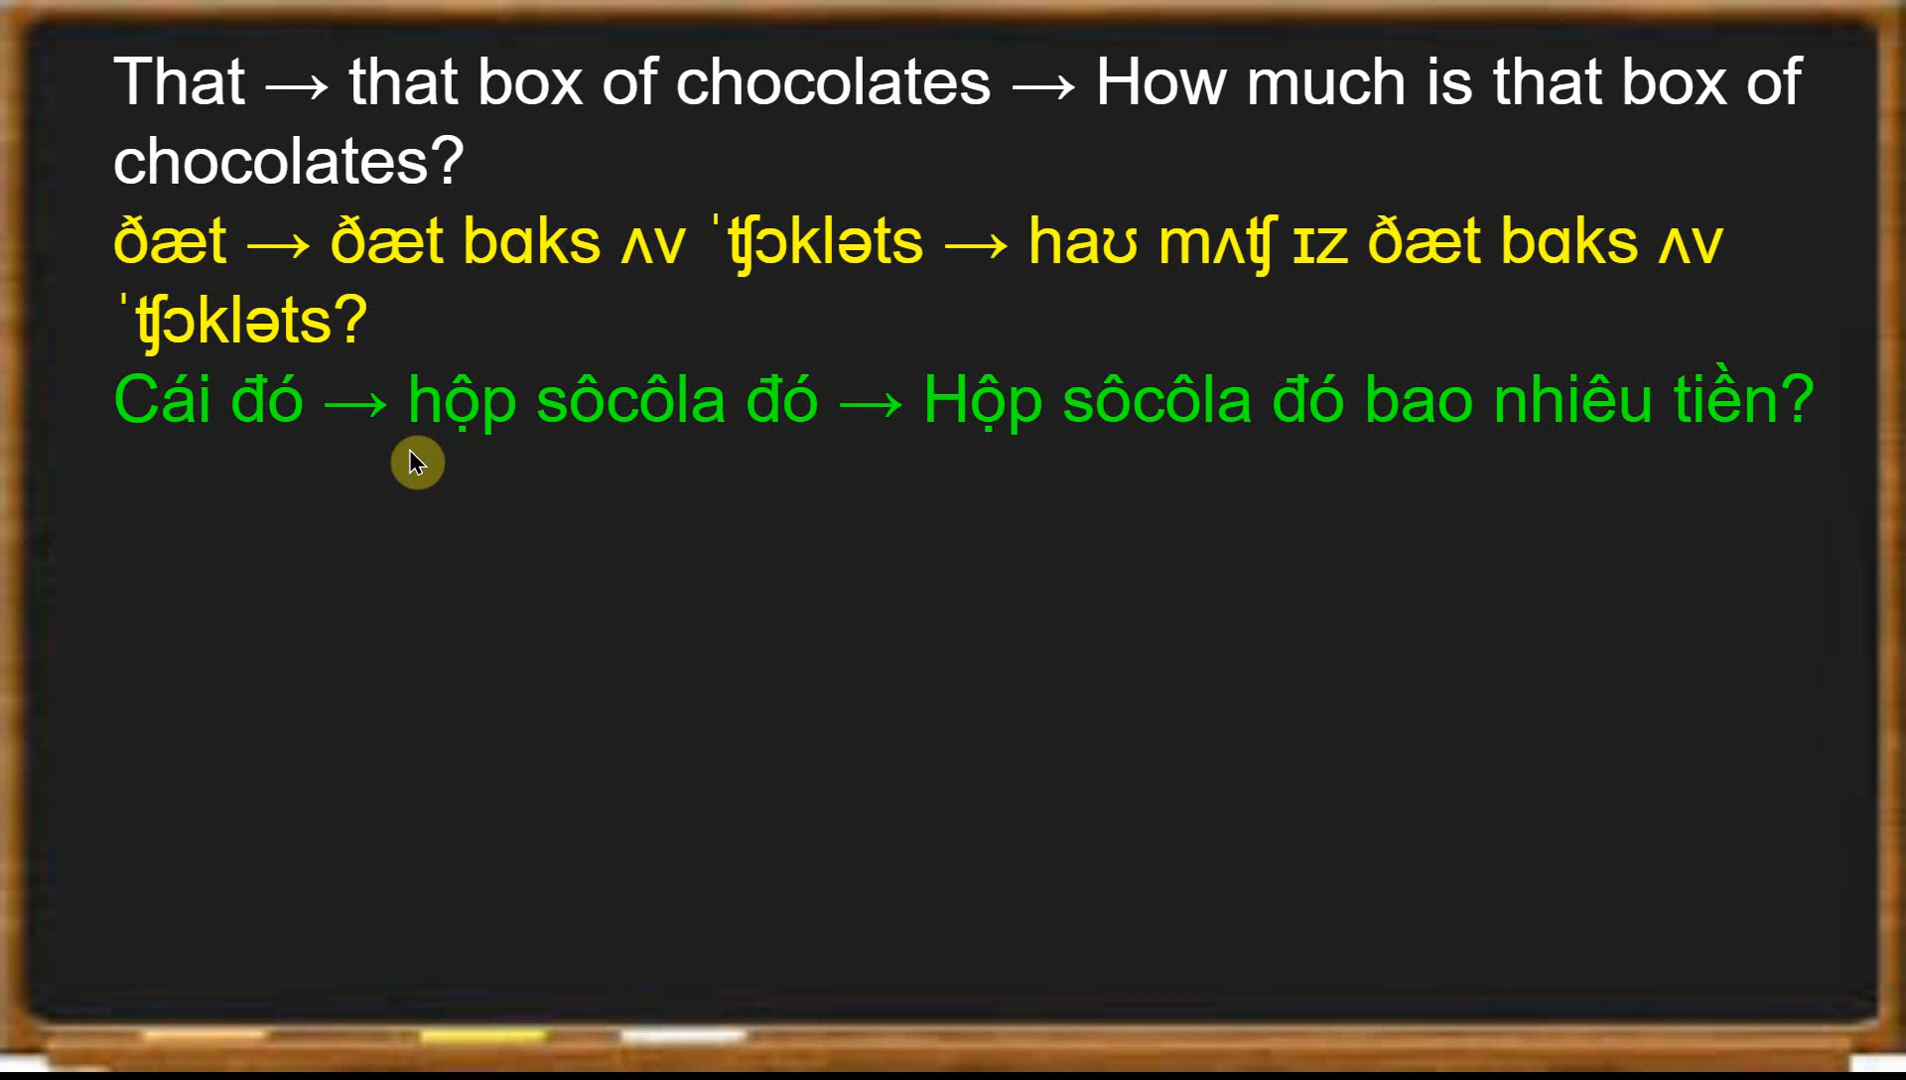 That → that box of chocolates → How much is that box of
chocolates?
ðæt → ðæt bɑks ʌv ˈʧɔkləts → haʊ mʌʧ ɪz ðæt bɑks ʌv
ˈʧɔkləts?
Cái đó → hộp sôcôla đó → Hộp sôcôla đó bao nhiêu tiền?